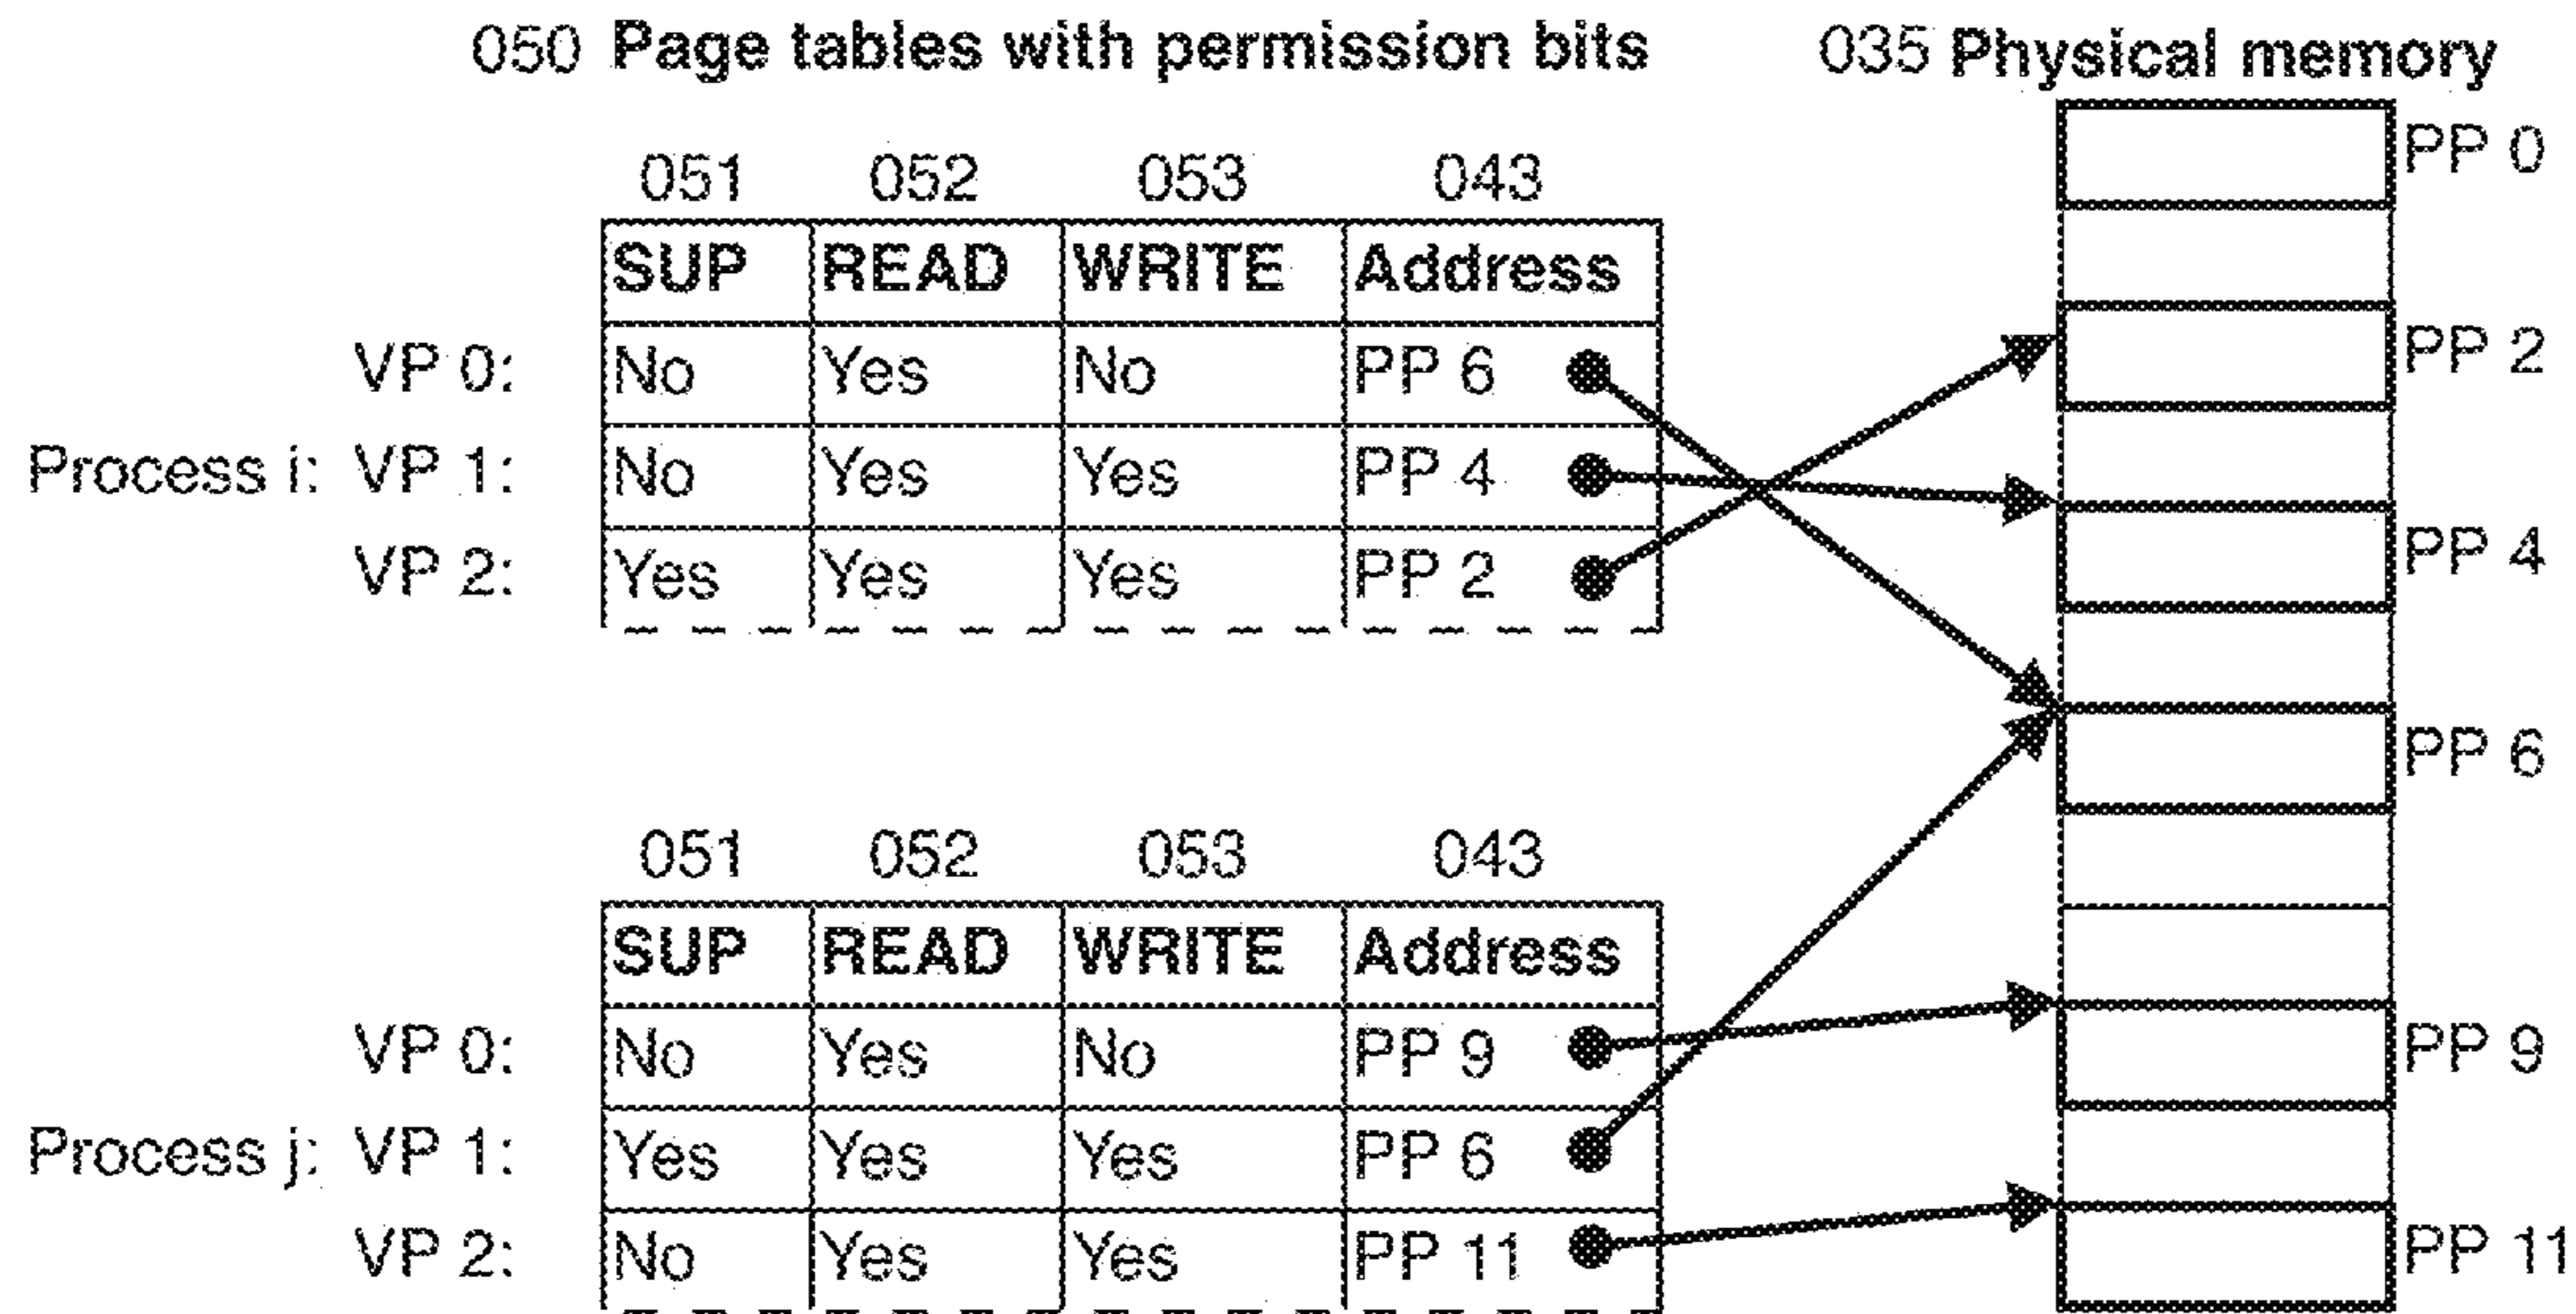 050 Page tables with permission bits
035 Physical memory
PP 0
051 052 053 043
SUP READ WRITE Address
VP 0: No Yes No PP 6
PP 2
Process i: VP 1: No Yes Yes PP 4
VP 2: Yes Yes Yes PP 2
PP 4
PP 6
051 052 053 043
SUP READ WRITE Address
VP 0: No Yes No PP 9
PP 9
Process j: VP 1: Yes Yes Yes PP 6
VP 2: No Yes Yes PP 11
PP 11